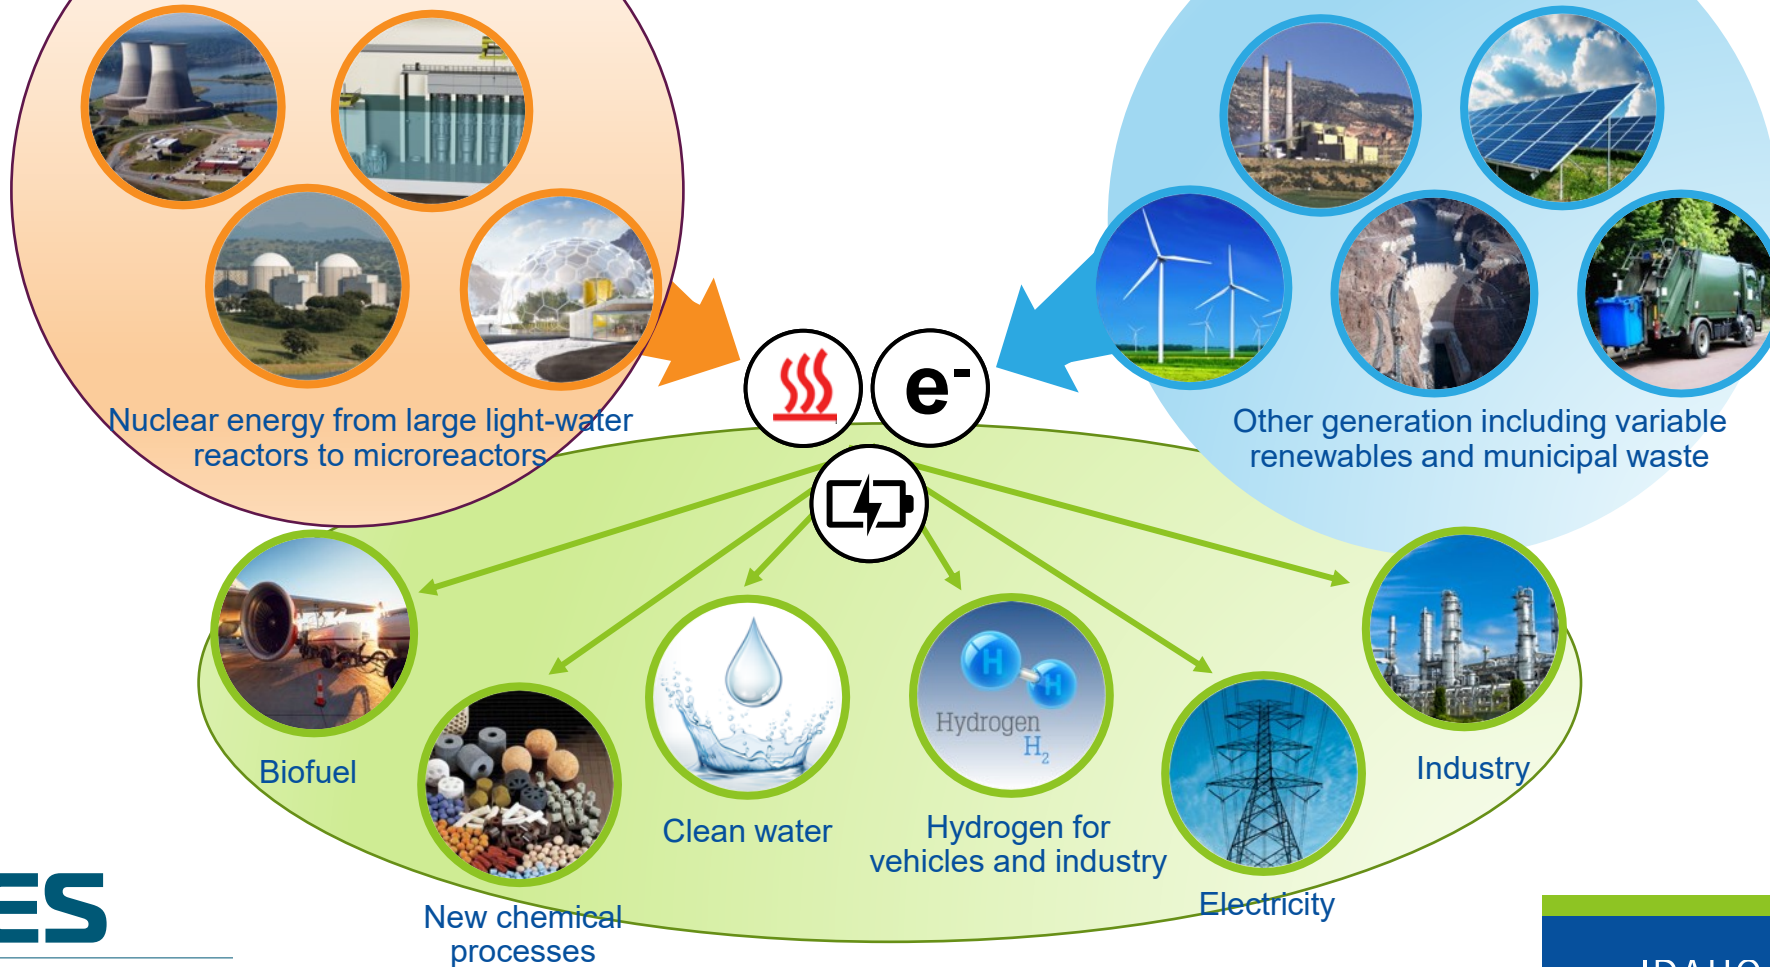 e-
Nuclear energy from large light-water
reactors to microreactors
Other generation including variable
renewables and municipal waste
H
H
Hydrogen
H2
Biofuel
Industry
Clean water
Hydrogen for
vehicles and industry
Electricity
New chemical
processes
ES
IDAHO